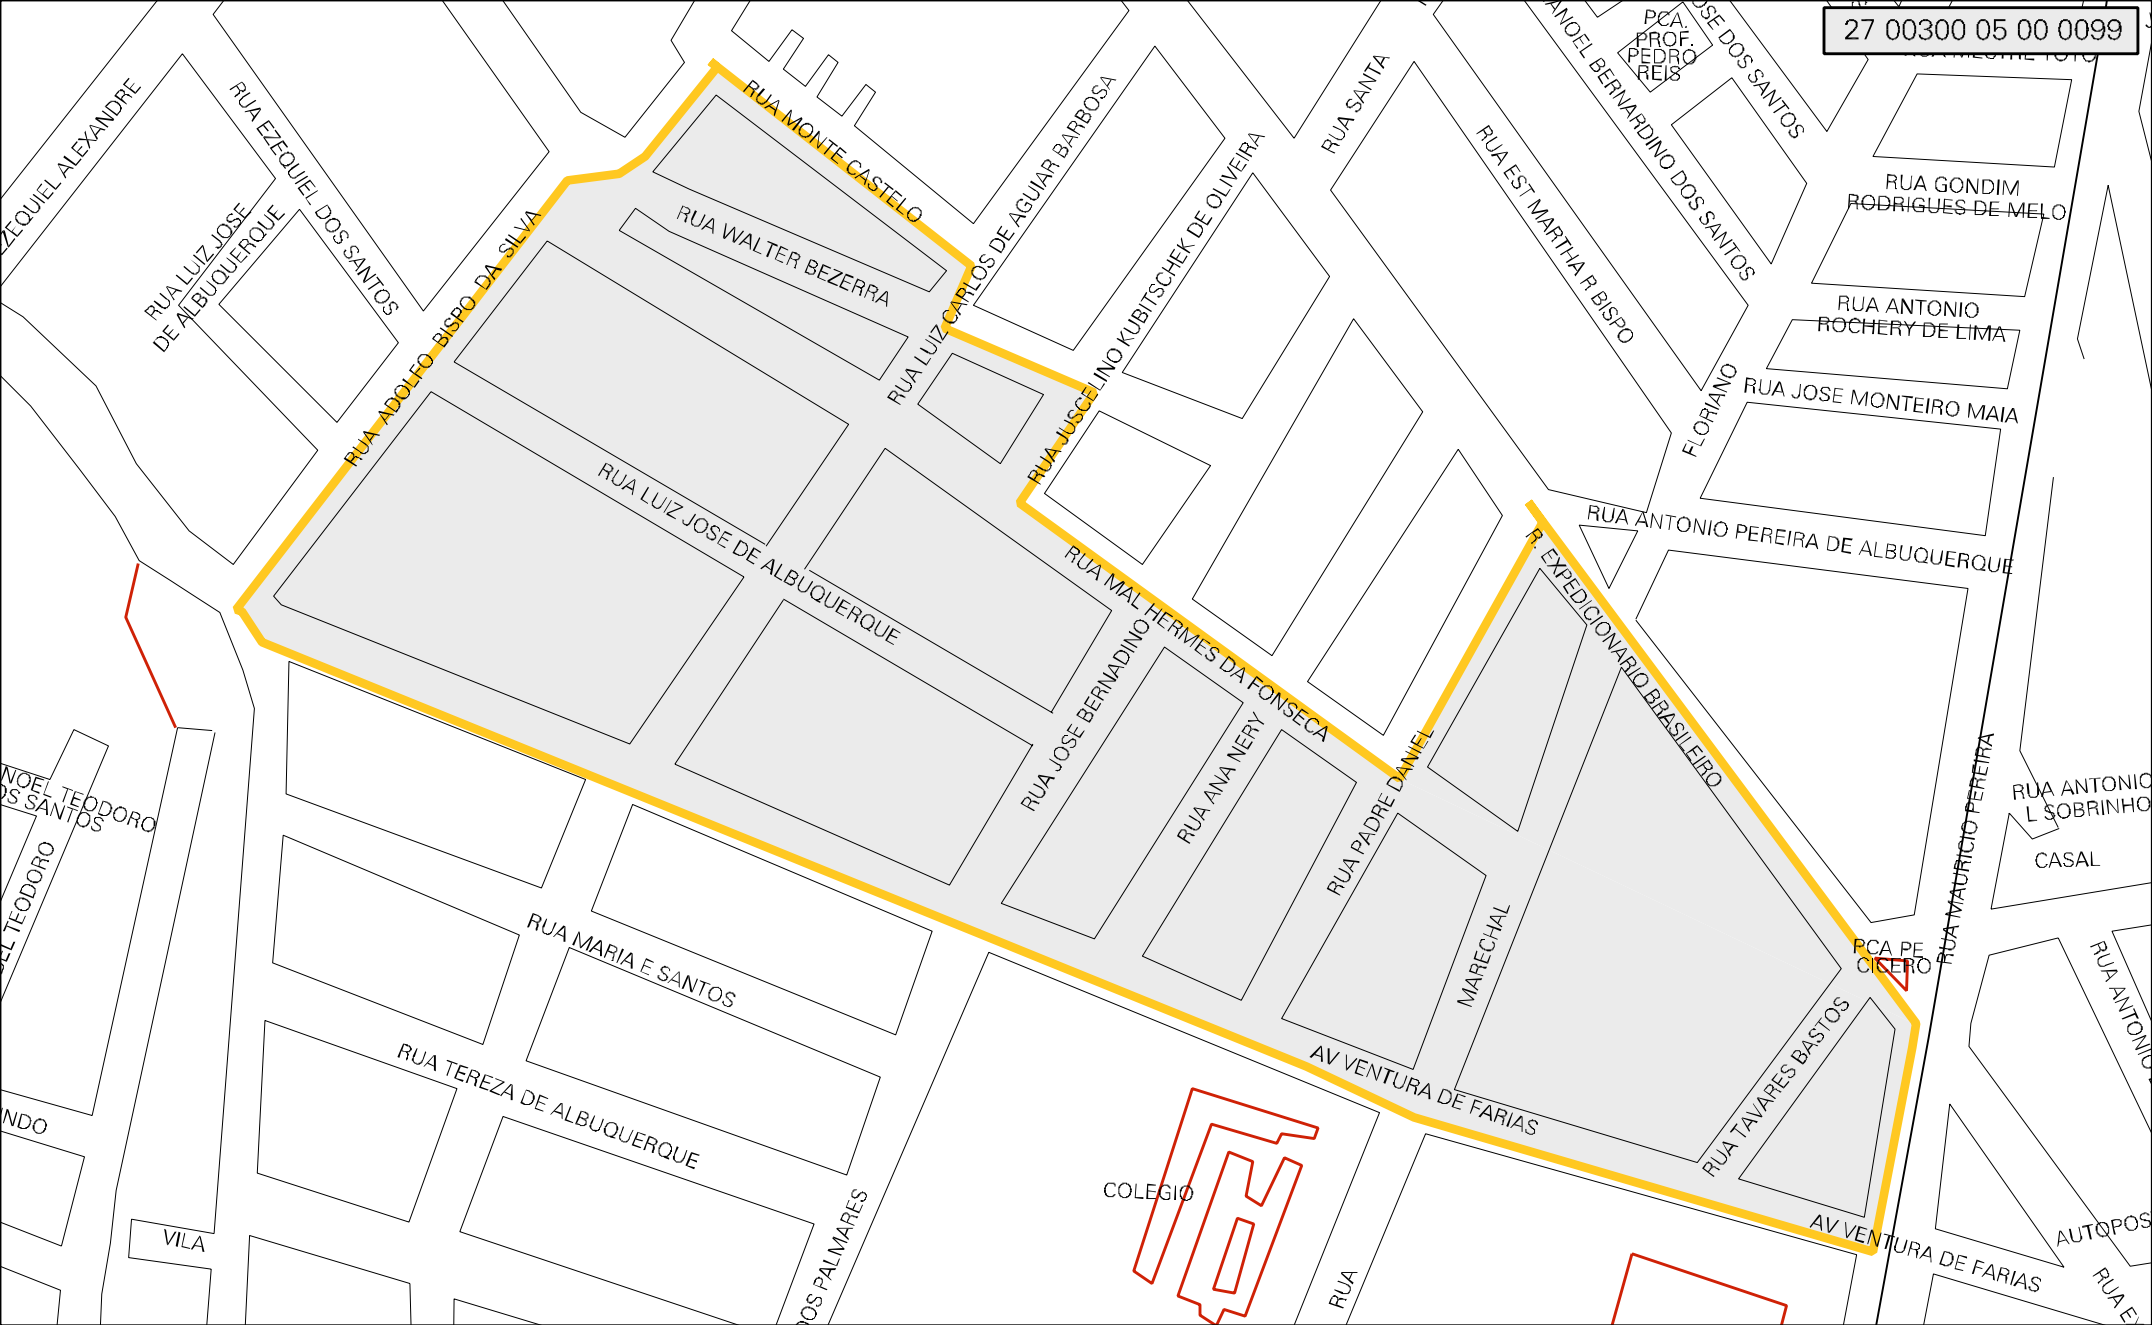 27 00300 05 00 0099
PCA.
PROF.
PEDRO
REIS
JOSE DOS SANTOS
BERNARDINO DOS SANTOS
RUA GONDIM
RODRIGUES DE MELO
RUA ANTONIO
ROCHERY DE LIMA
RUA JOSE MONTEIRO MAIA
FLORIANO
RUA SANTA
RUA EST MARTHA R BISPO
RUA MONTE CASTELO
RUA LUIZ CARLOS DE AGUIAR BARBOSA
RUA JUSCELINO KUBITSCHEK DE OLIVEIRA
EZEQUIEL ALEXANDRE
RUA EZEQUIEL DOS SANTOS
RUA LUIZ JOSE
DE ALBUQUERQUE
RUA ADOLFO BISPO DA SILVA
RUA WALTER BEZERRA
RUA LUIZ JOSE DE ALBUQUERQUE
RUA ANTONIO PEREIRA DE ALBUQUERQUE
R. EXPEDICIONARIO BRASILEIRO
RUA MAL HERMES DA FONSECA
RUA JOSE BERNADINO
RUA ANA NERY
RUA PADRE DANIEL
MARECHAL
RUA MAURICIO PEREIRA
RUA ANTONIO
L SOBRINHO
CASAL
PCA PE
CICERO
RUA TAVARES BASTOS
RUA ANTONIO
NOEL TEODORO
OS SANTOS
EL TEODORO
RUA MARIA E SANTOS
RUA TEREZA DE ALBUQUERQUE
AV VENTURA DE FARIAS
COLEGIO
NDO
VILA
DOS PALMARES
RUA
AV VENTURA DE FARIAS
AUTOPOS
RUA E